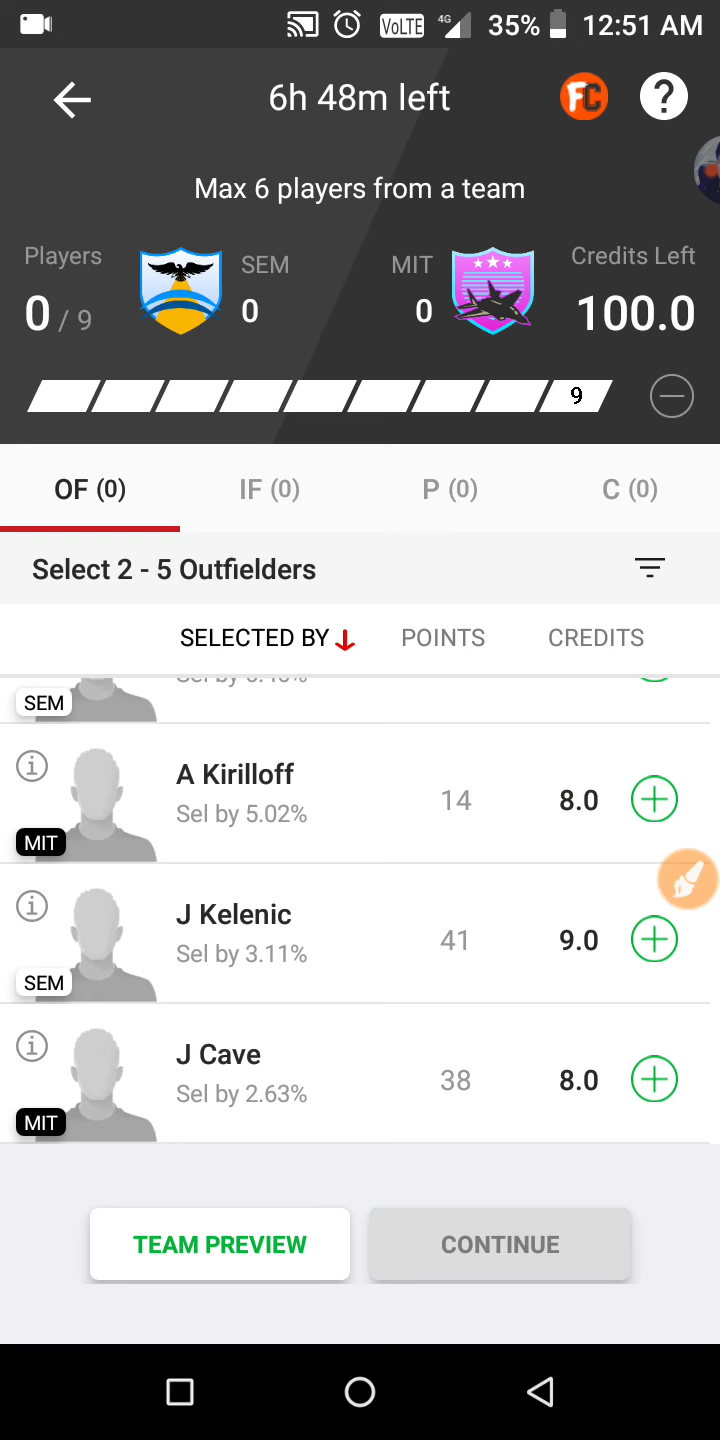 VoLTE 4G 35% 12:51 AM
6h 48m left FC ?
Max 6 players from a team
Players SEM MIT Credits Left
0 / 9 0 0 100.0
9
OF (0) IF (0) P (0) C (0)
Select 2 - 5 Outfielders
SELECTED BY POINTS CREDITS
SEM
A Kirilloff
Sel by 5.02% 14 8.0
MIT
J Kelenic
Sel by 3.11% 41 9.0
SEM
J Cave
Sel by 2.63% 38 8.0
MIT
TEAM PREVIEW CONTINUE